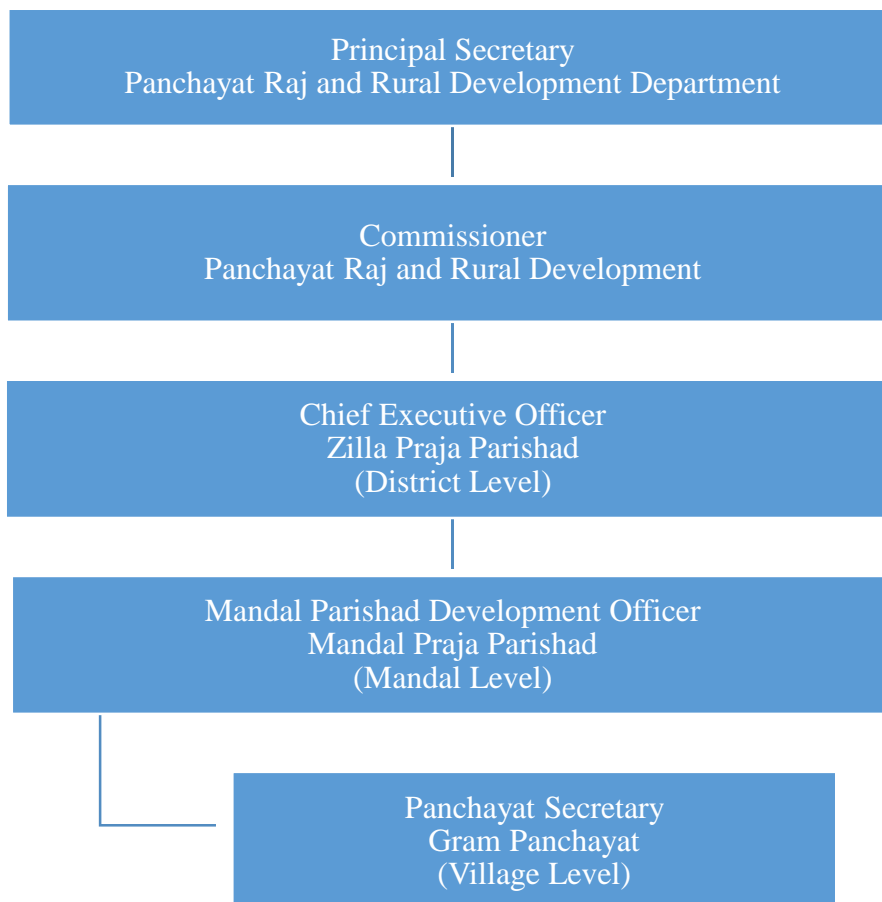 Principal Secretary
Panchayat Raj and Rural Development Department
Commissioner
Panchayat Raj and Rural Development
Chief Executive Officer
Zilla Praja Parishad
(District Level)
Mandal Parishad Development Officer
Mandal Praja Parishad
(Mandal Level)
Panchayat Secretary
Gram Panchayat
(Village Level)